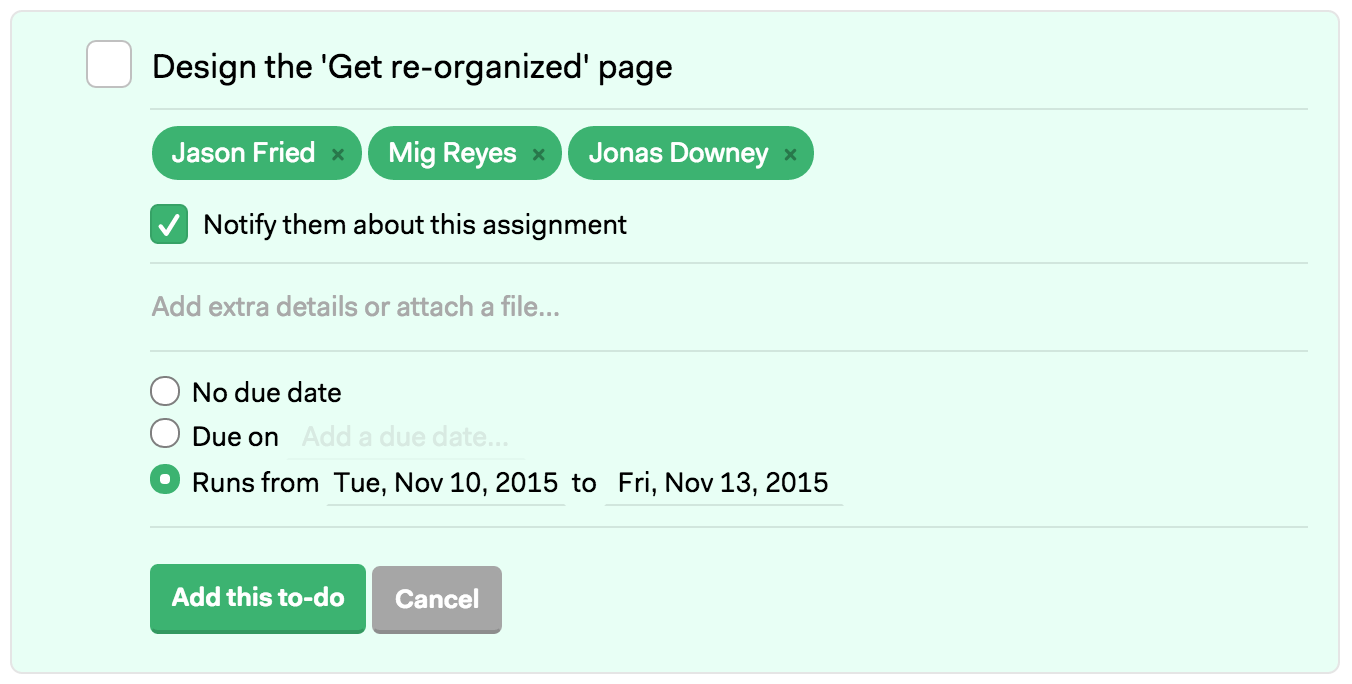 Design the 'Get re-organized' page
Jason Fried × Mig Reyes × Jonas Downey ×
Notify them about this assignment
Add extra details or attach a file...
No due date
Due on Add a due date...
Runs from Tue, Nov 10, 2015 to Fri, Nov 13, 2015
Add this to-do Cancel